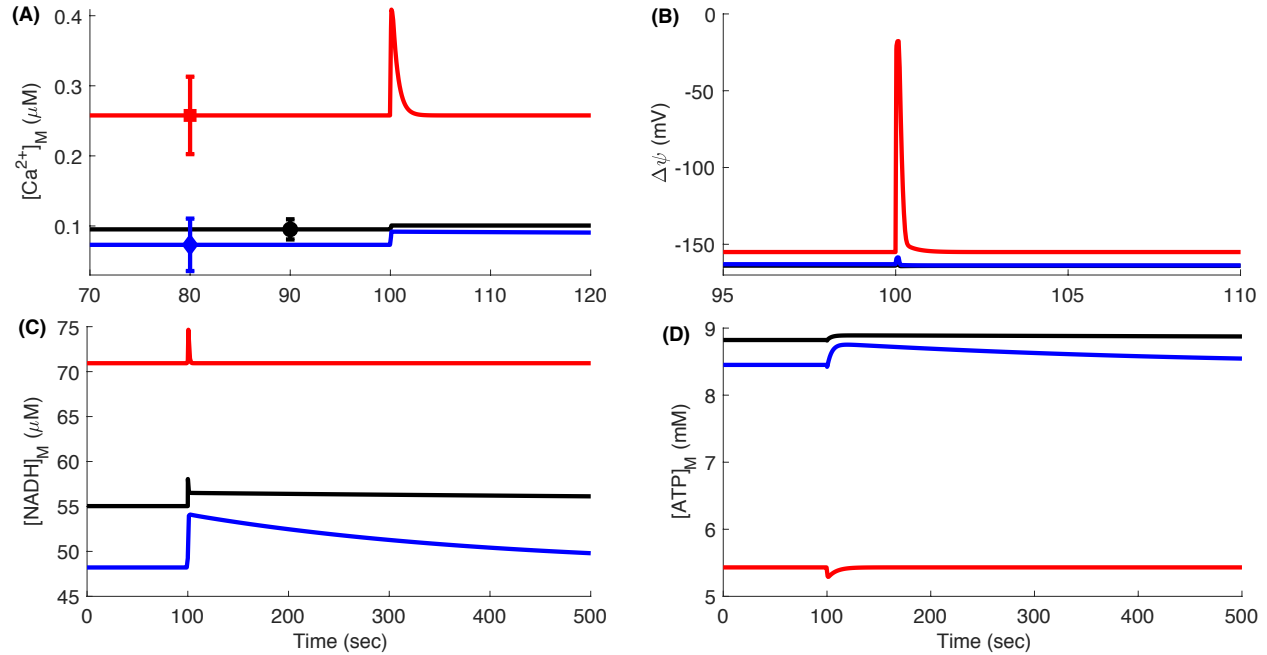 (A)
[Ca2+]M (μM)
0.4
0.3
0.2
0.1
70 80 90 100 110 120
(B)
Δψ (mV)
0
-50
-100
-150
95 100 105 110
(C)
[NADH]M (μM)
75
70
65
60
55
50
45
0 100 200 300 400 500
Time (sec)
(D)
[ATP]M (mM)
9
8
7
6
5
0 100 200 300 400 500
Time (sec)